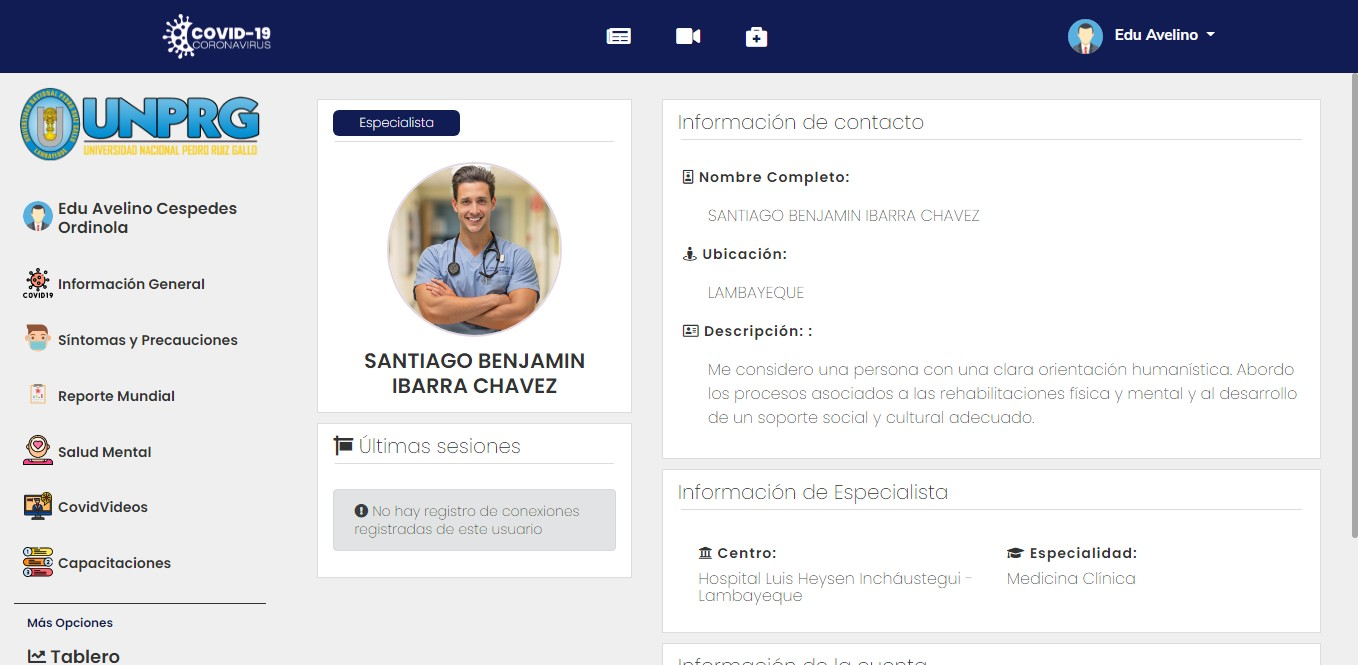 COVID-19
CORONAVIRUS
Edu Avelino
UNPRG
UNIVERSIDAD NACIONAL PEDRO RUIZ GALLO
Edu Avelino Cespedes
Ordinola
COVID19
Información General
Síntomas y Precauciones
Reporte Mundial
Salud Mental
CovidVideos
Capacitaciones
Más Opciones
Tablero
Especialista
SANTIAGO BENJAMIN
IBARRA CHAVEZ
Últimas sesiones
No hay registro de conexiones
registradas de este usuario
Información de contacto
Nombre Completo:
SANTIAGO BENJAMIN IBARRA CHAVEZ
Ubicación:
LAMBAYEQUE
Descripción: :
Me considero una persona con una clara orientación humanística. Abordo
los procesos asociados a las rehabilitaciones física y mental y al desarrollo
de un soporte social y cultural adecuado.
Información de Especialista
Centro:
Hospital Luis Heysen Incháustegui -
Lambayeque
Especialidad:
Medicina Clínica
Información de la cuenta